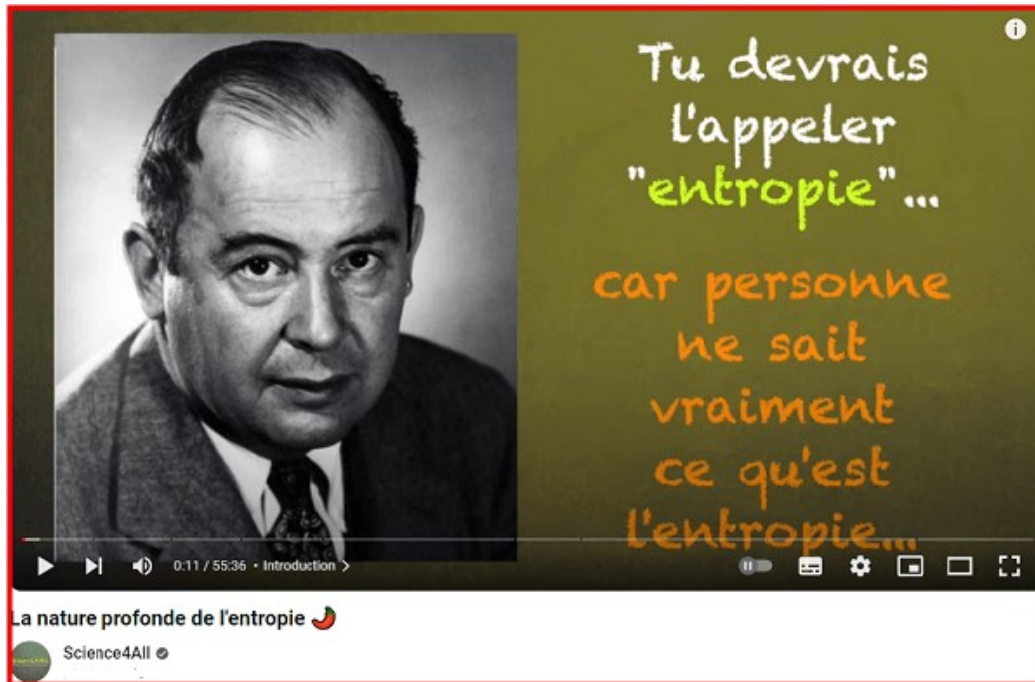 Tu devrais
l'appeler
"entropie"...
car personne
ne sait
vraiment
ce qu'est
l'entropie...
0:11 / 55:36 • Introduction >
La nature profonde de l'entropie 🌶️
Science4All